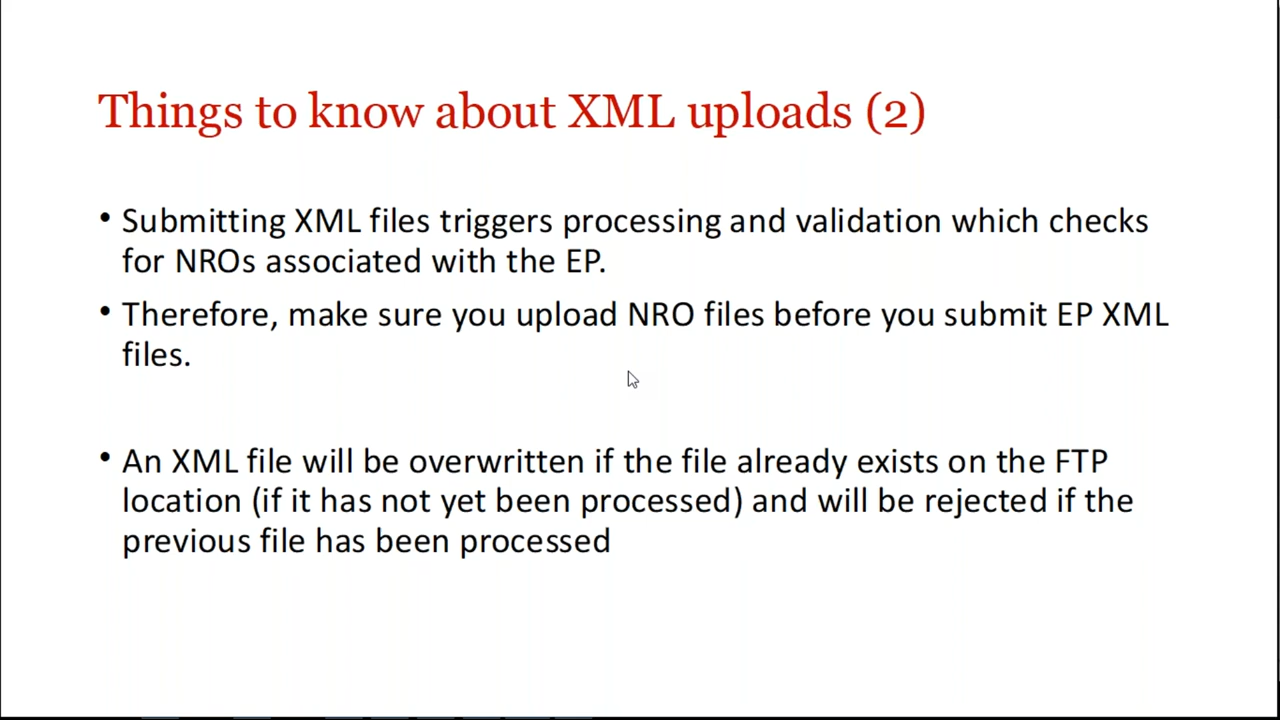 Things to know about XML uploads (2)
• Submitting XML files triggers processing and validation which checks
for NROs associated with the EP.
• Therefore, make sure you upload NRO files before you submit EP XML
files.
• An XML file will be overwritten if the file already exists on the FTP
location (if it has not yet been processed) and will be rejected if the
previous file has been processed